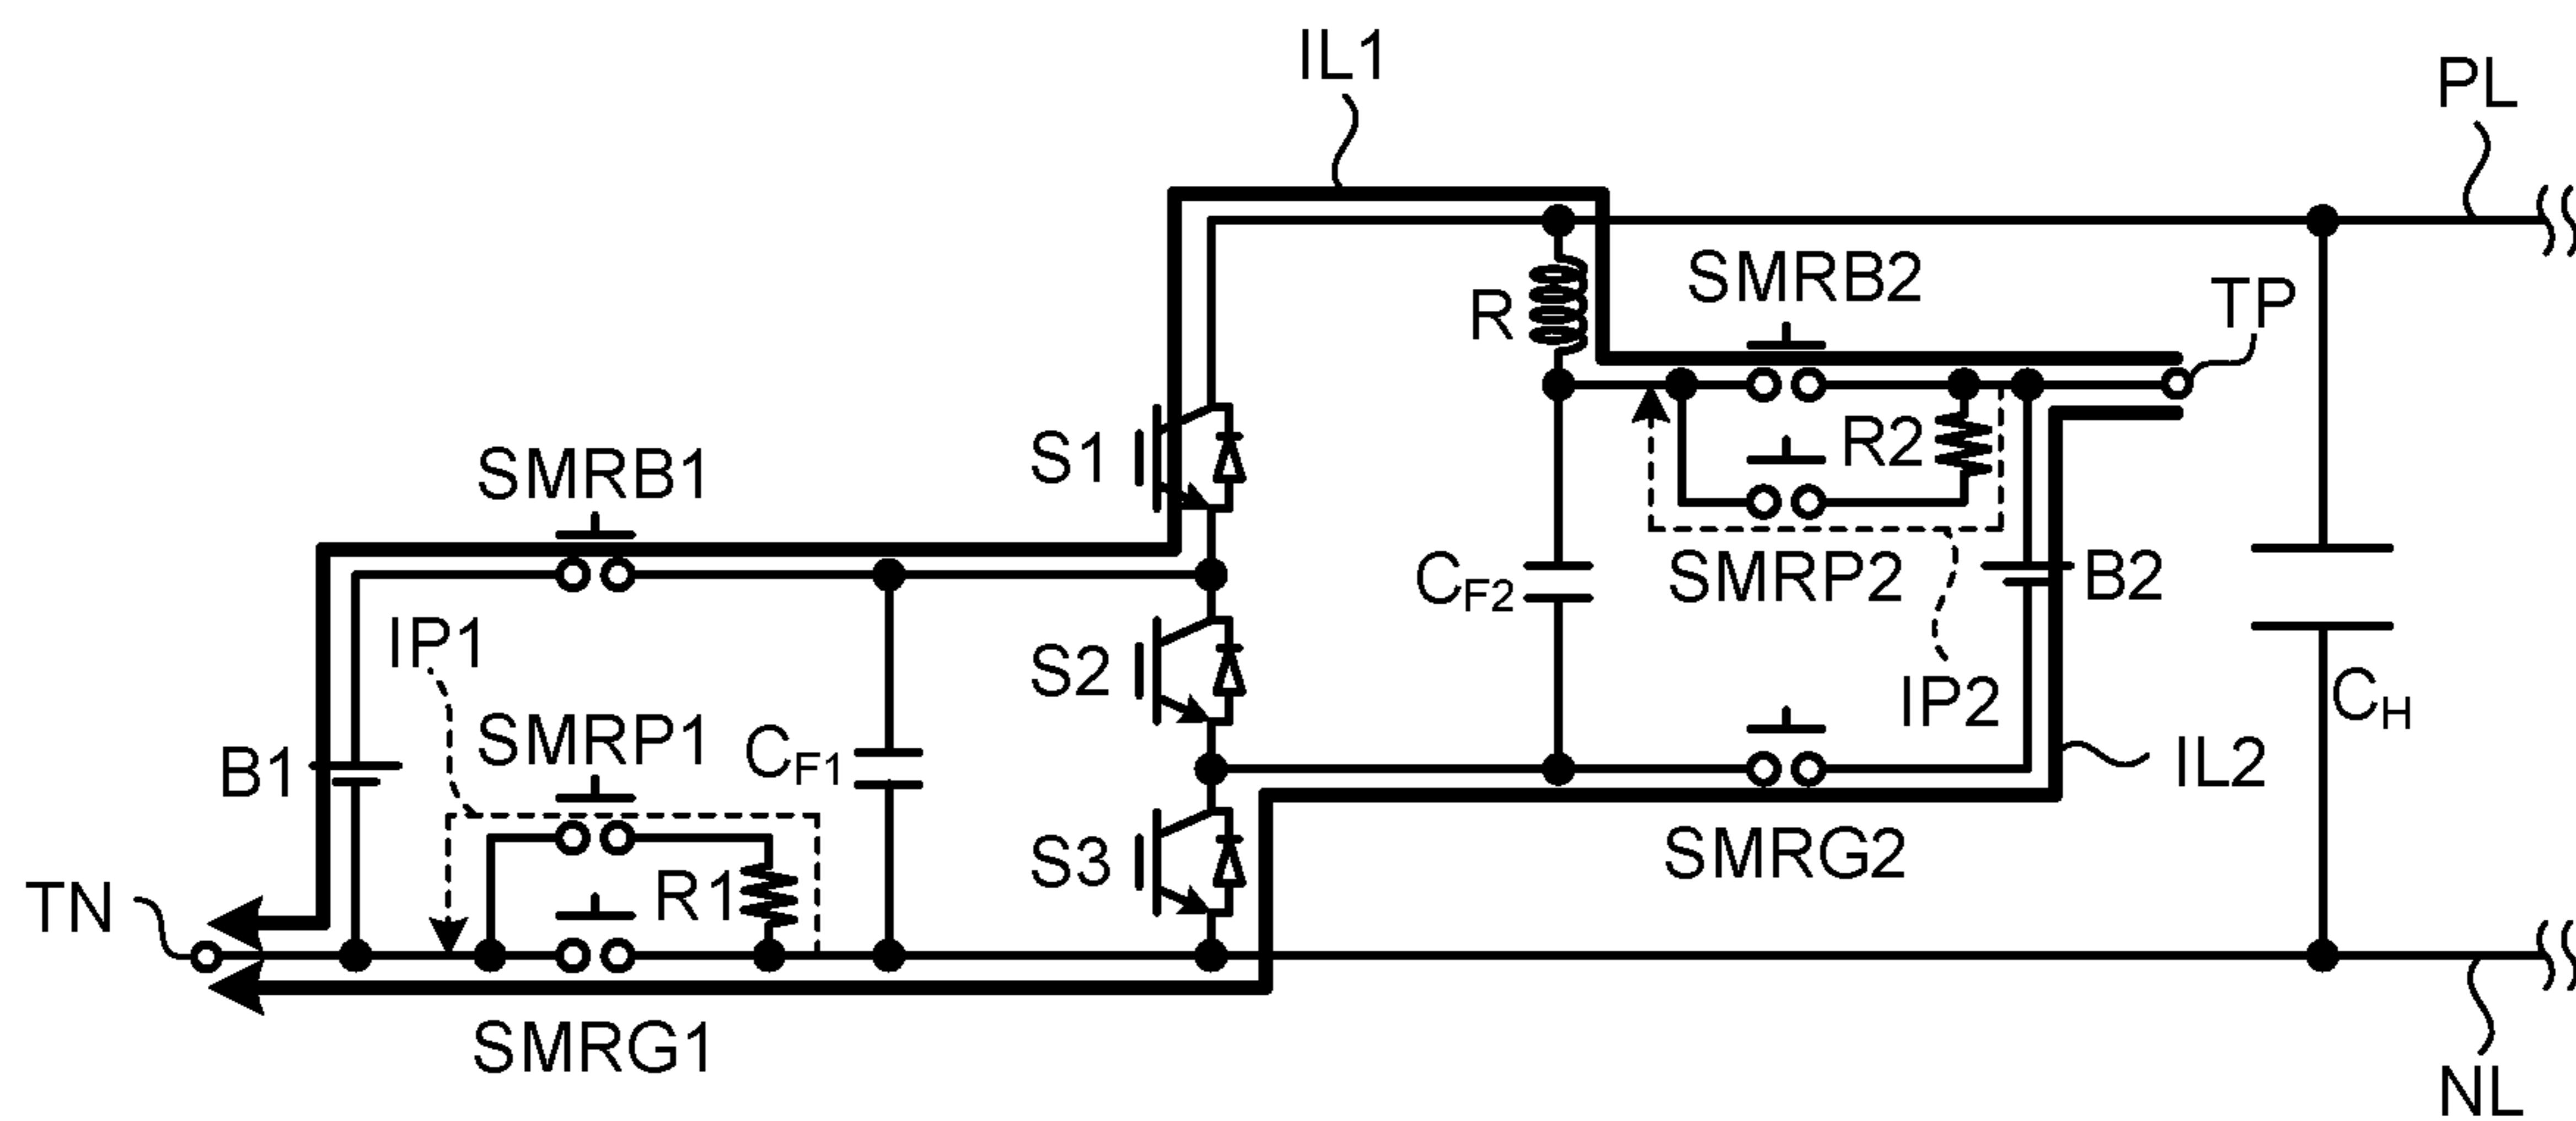 IL1
PL
SMRB2
TP
R
S1
R2
SMRB1
CF2
SMRP2
B2
IP1
S2
IP2
CH
SMRP1
CF1
B1
IL2
S3
SMRG2
R1
TN
SMRG1
NL